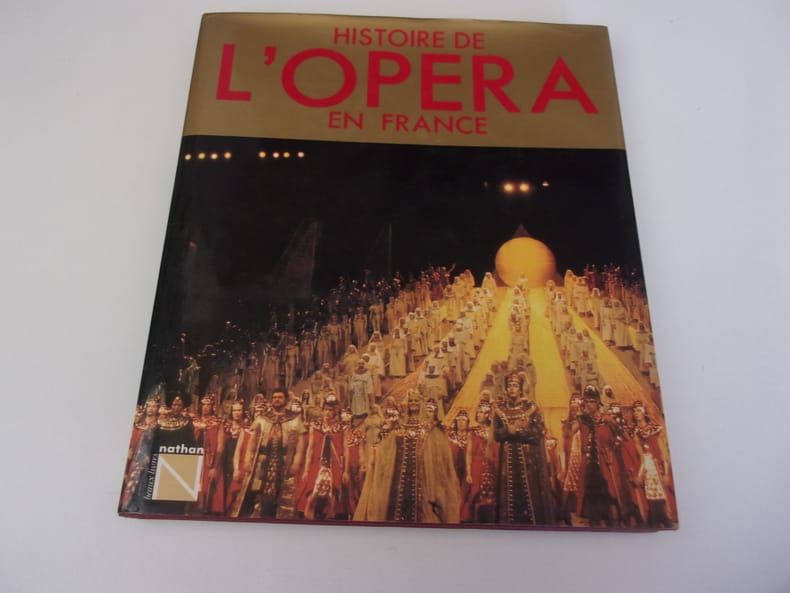 HISTOIRE DE
L'OPERA
EN FRANCE
nathan
beaux livres
N